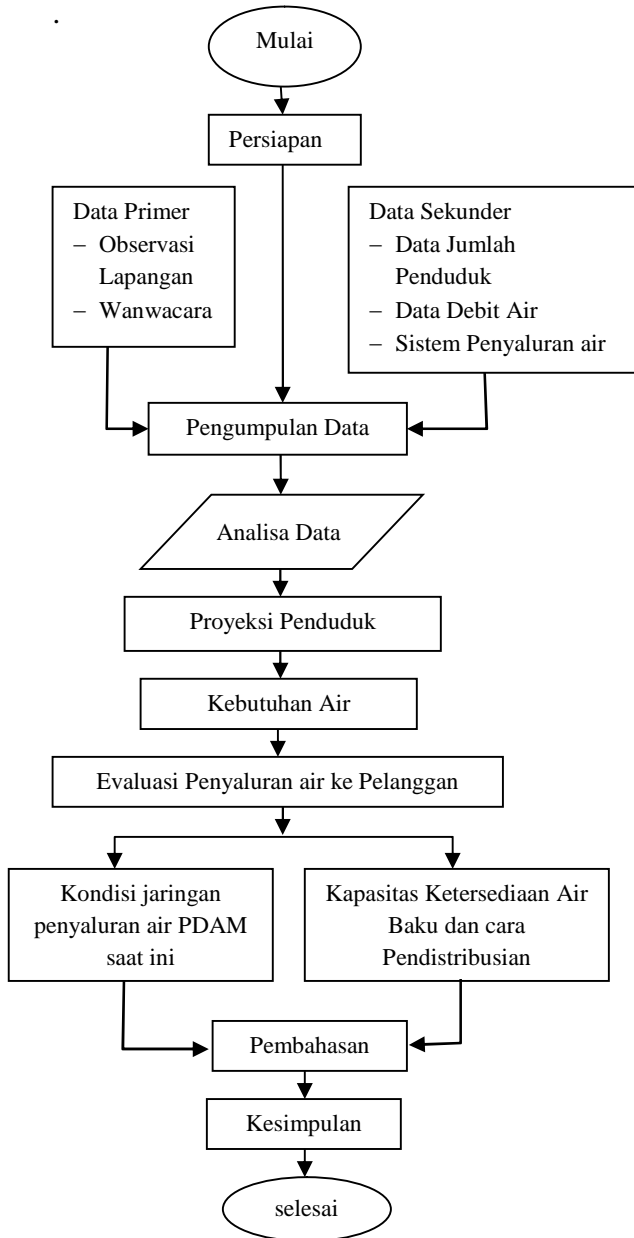 Mulai
Persiapan
Data Primer
– Observasi
Lapangan
– Wanwacara
Data Sekunder
– Data Jumlah
Penduduk
– Data Debit Air
– Sistem Penyaluran air
Pengumpulan Data
Analisa Data
Proyeksi Penduduk
Kebutuhan Air
Evaluasi Penyaluran air ke Pelanggan
Kondisi jaringan
penyaluran air PDAM
saat ini
Kapasitas Ketersediaan Air
Baku dan cara
Pendistribusian
Pembahasan
Kesimpulan
selesai